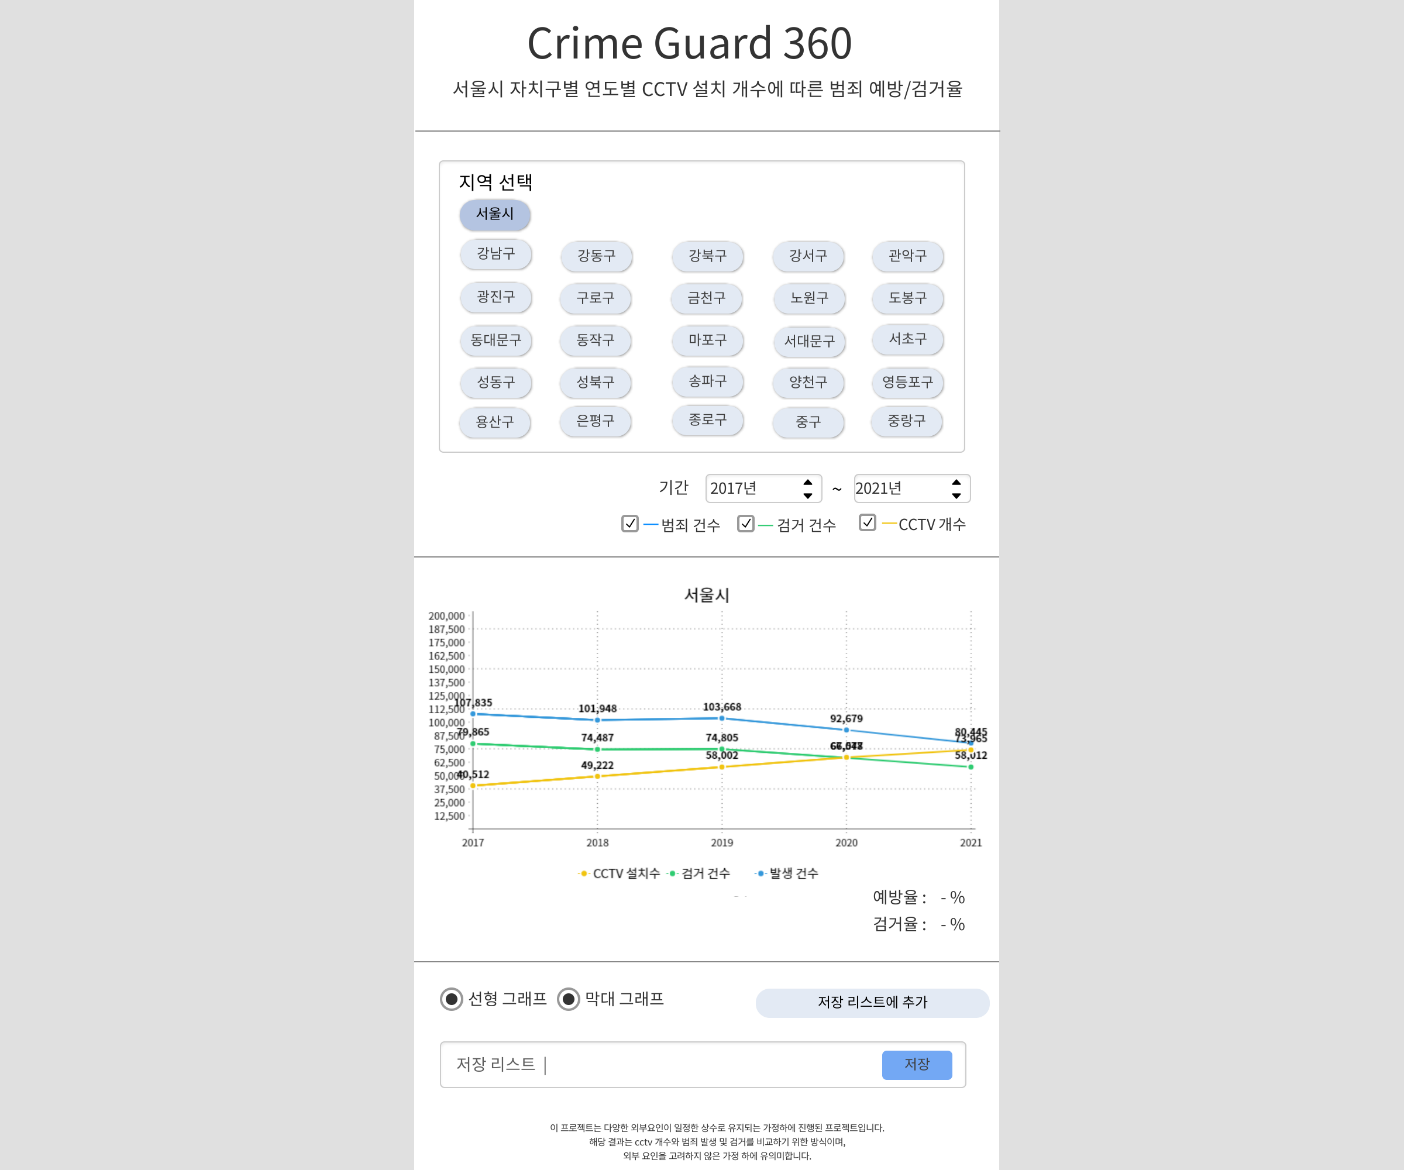 Crime Guard 360
서울시 자치구별 연도별 CCTV 설치 개수에 따른 범죄 예방/검거율
지역 선택
서울시
강남구 강동구 강북구 강서구 관악구
광진구 구로구 금천구 노원구 도봉구
동대문구 동작구 마포구 서대문구 서초구
성동구 성북구 송파구 양천구 영등포구
용산구 은평구 종로구 중구 중랑구
기간 2017년 ~ 2021년
범죄 건수 검거 건수 CCTV 개수
서울시
200,000
187,500
175,000
162,500
150,000
137,500
125,000
107,835 101,948 103,668 92,679 80,445
112,500
100,000
87,500
79,865 74,487 74,805 73,965
75,000
58,002 58,012
62,500
50,000
40,512 49,222
37,500
25,000
12,500
2017 2018 2019 2020 2021
CCTV 설치수 검거 건수 발생 건수
예방율 : - %
검거율 : - %
선형 그래프 막대 그래프 저장 리스트에 추가
저장 리스트 | 저장
이 프로젝트는 다양한 외부요인이 일정한 상수로 유지되는 가정하에 진행된 프로젝트입니다.
해당 결과는 cctv 개수와 범죄 발생 및 검거를 비교하기 위한 방식이며,
외부 요인을 고려하지 않은 가정 하에 유의미합니다.